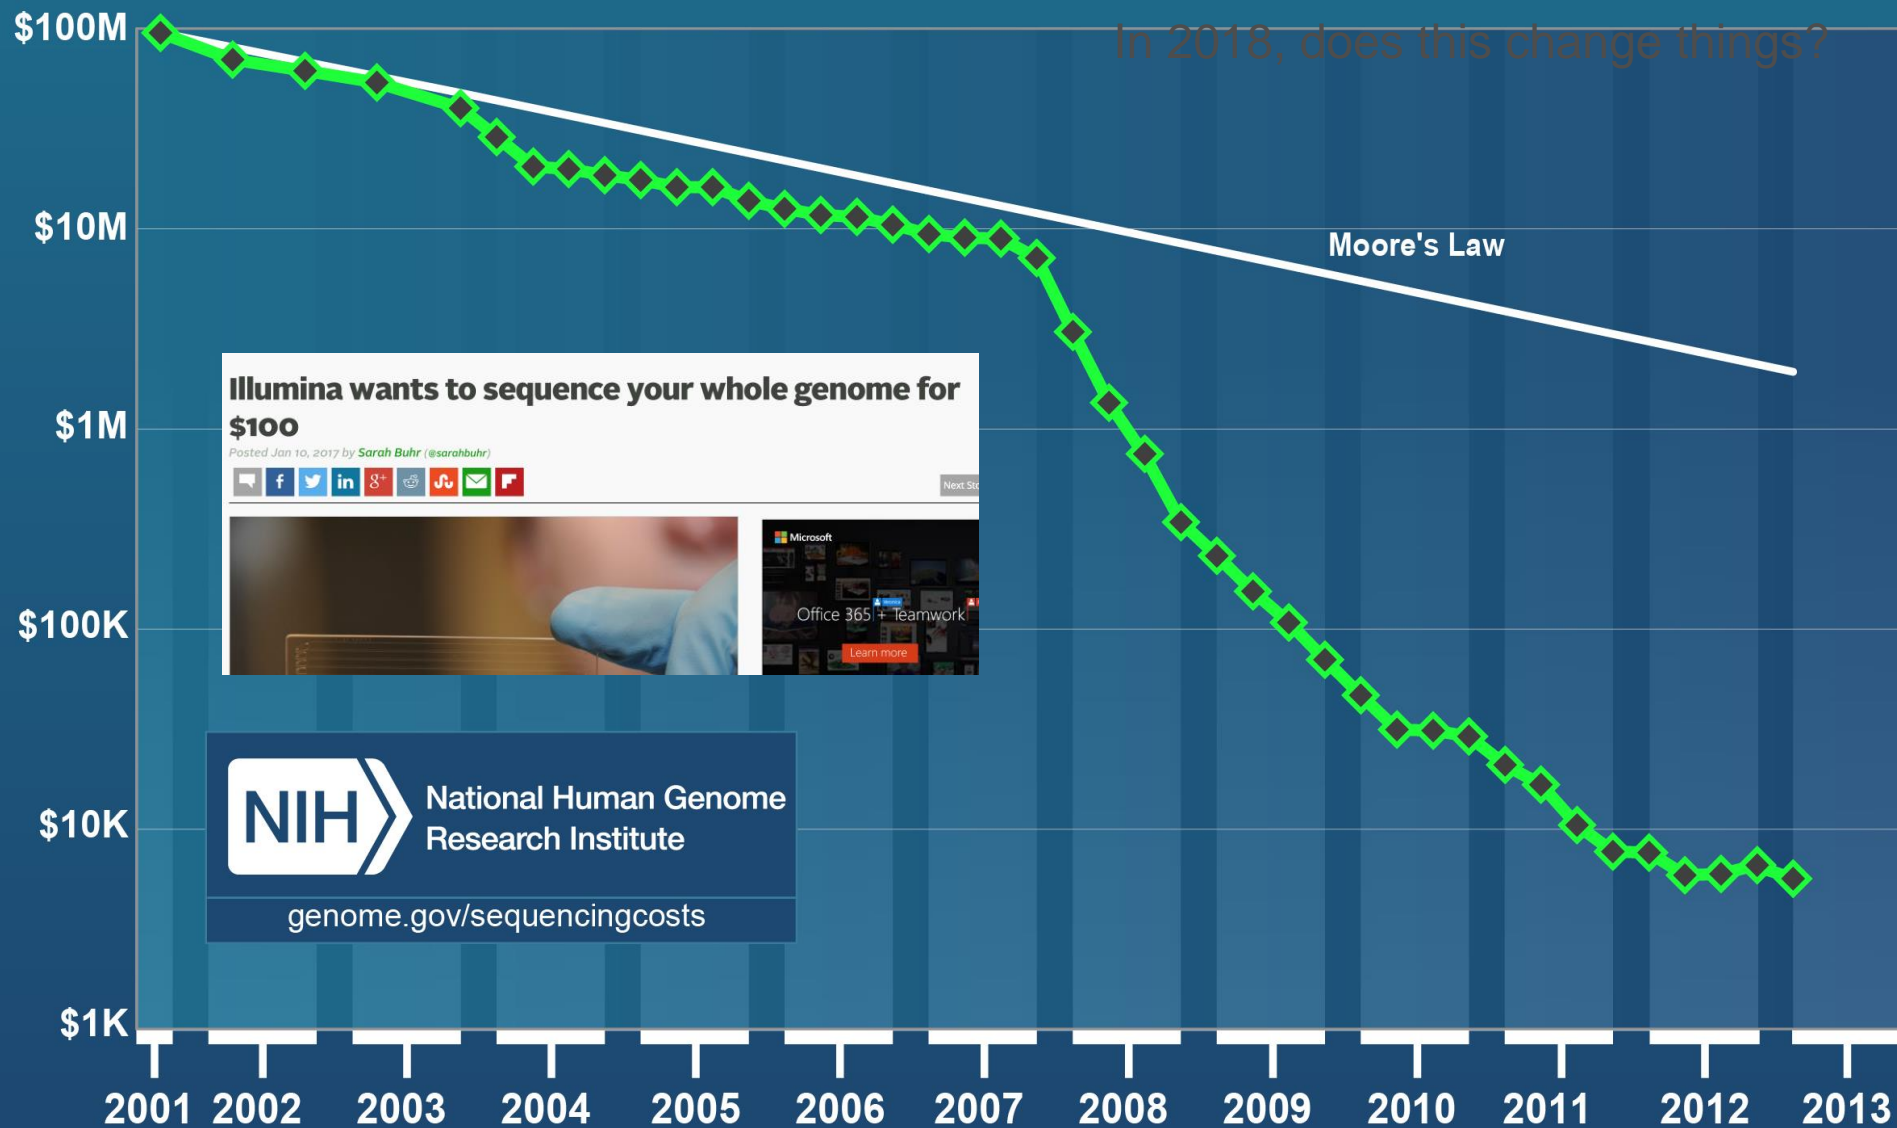 $100M
In 2018, does this change things?
$10M
Moore's Law
Illumina wants to sequence your whole genome for
$100
Posted Jan 10, 2017 by Sarah Buhr (@sarahbuhr)
f
in
g+
Next Sto
$1M
Microsoft
Office 365 + Teamwork
Learn more
$100K
NIH
National Human Genome
Research Institute
$10K
genome.gov/sequencingcosts
$1K
2001 2002 2003 2004 2005 2006 2007 2008 2009 2010 2011 2012 2013